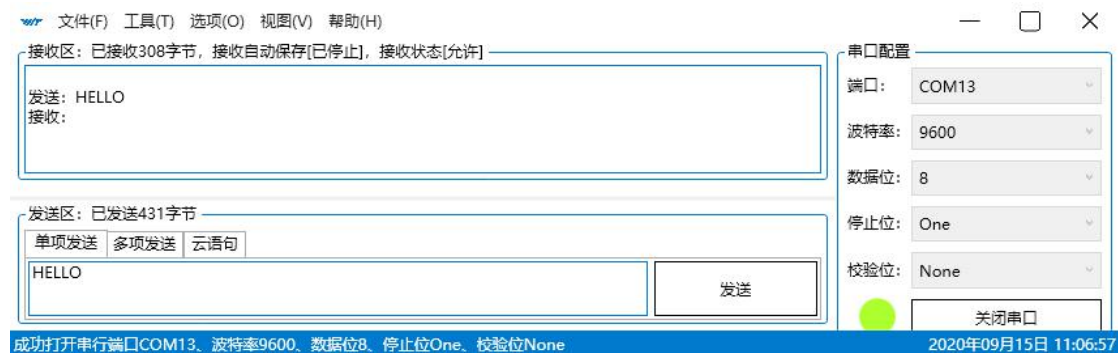 文件(F) 工具(T) 选项(O) 视图(V) 帮助(H)
接收区：已接收308字节，接收自动保存[已停止]，接收状态[允许]
发送：HELLO
接收：
发送区：已发送431字节
单项发送 多项发送 云语句
HELLO
发送
串口配置
端口： COM13
波特率： 9600
数据位： 8
停止位： One
校验位： None
关闭串口
成功打开串行端口COM13、波特率9600、数据位8、停止位One、校验位None
2020年09月15日 11:06:57